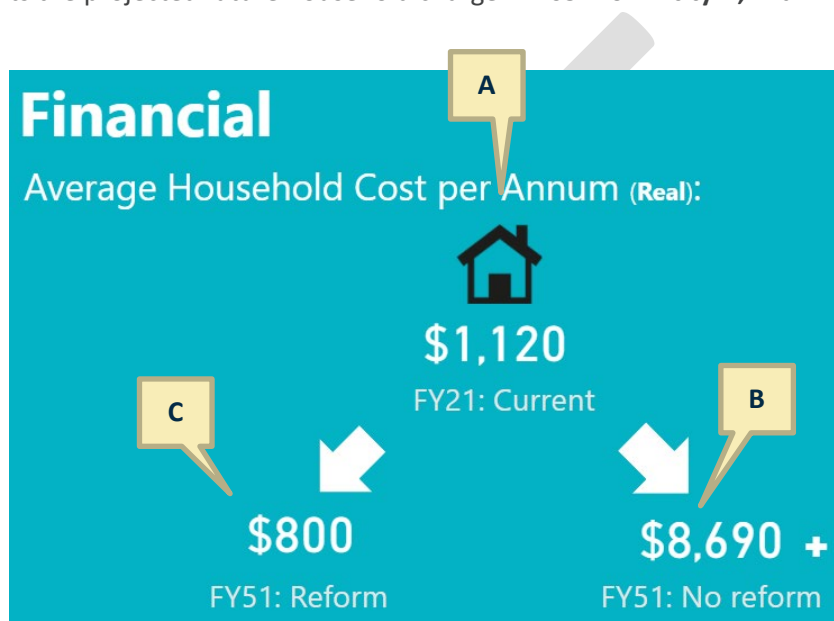 Financial
A
Average Household Cost per Annum (Real):
$1,120
FY21: Current
C
B
$800
$8,690 +
FY51: Reform
FY51: No reform